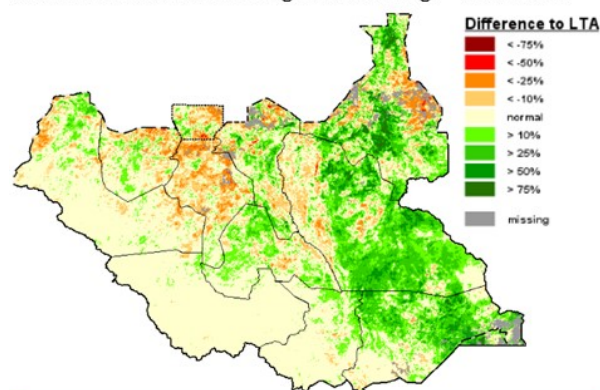 Difference to LTA
< -75%
< -50%
< -25%
< -10%
normal
> 10%
> 25%
> 50%
> 75%
missing